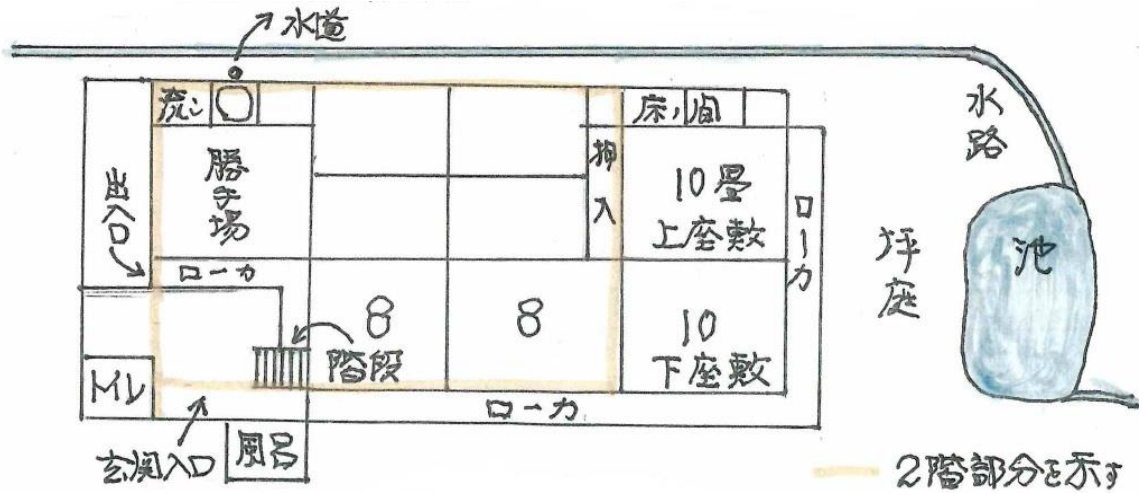 水道
流シ
床ノ間
水路
勝手場
押入
10畳
上座敷
ローカ
出入口
坪庭
池
ローカ
8
8
10
下座敷
階段
トイレ
ローカ
玄関入口
風呂
2階部分を示す